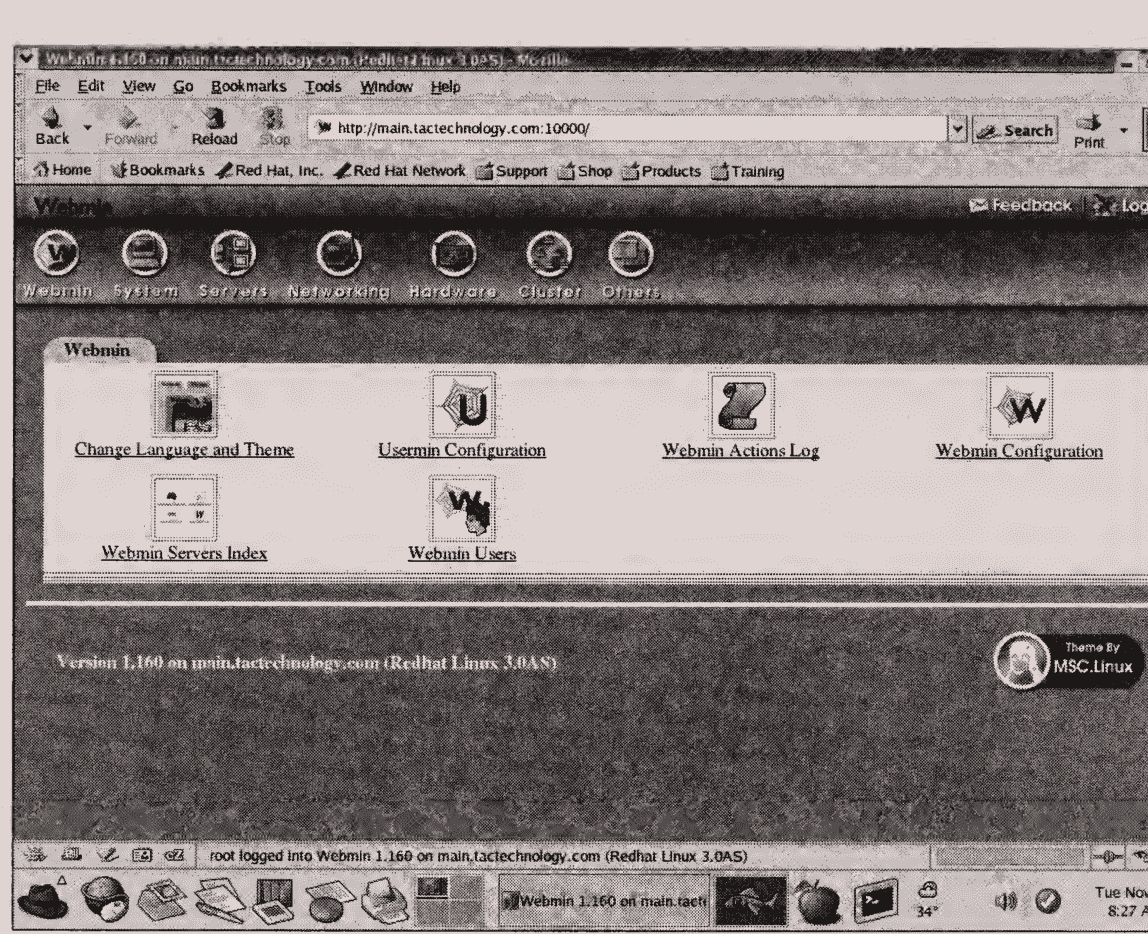 Webmin 1.160 on main.tactechnology.com (Redhat Linux 3.0AS) - Mozilla
File Edit View Go Bookmarks Tools Window Help
Back Forward Reload Stop http://main.tactechnology.com:10000/ Search Print
Home Bookmarks Red Hat, Inc. Red Hat Network Support Shop Products Training
Webmin Feedback
Webmin System Servers Networking Hardware Cluster Others
Webmin
Change Language and Theme Usermin Configuration Webmin Actions Log Webmin Configuration
Webmin Servers Index Webmin Users
Version 1.160 on main.tactechnology.com (Redhat Linux 3.0AS)
Theme By
MSC.Linux
root logged into Webmin 1.160 on main.tactechnology.com (Redhat Linux 3.0AS)
Webmin 1.160 on main.tact
34° Tue Nov
8:27 A